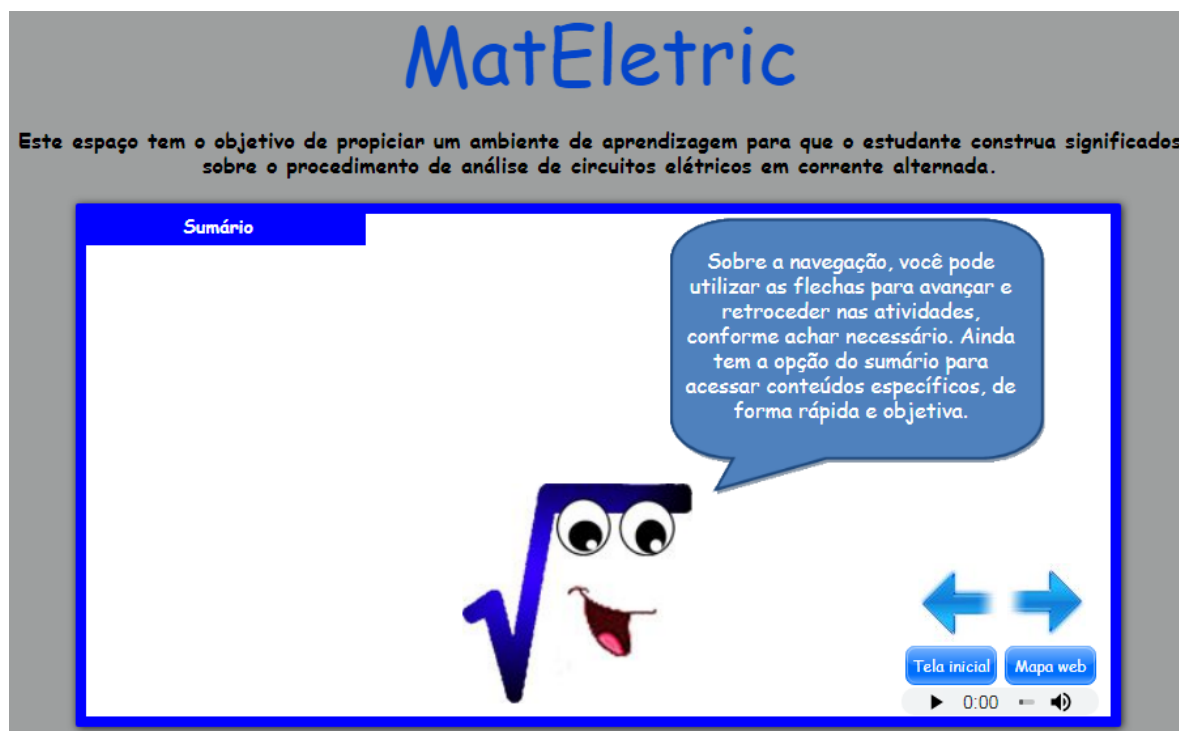 MatEletric
Este espaço tem o objetivo de propiciar um ambiente de aprendizagem para que o estudante construa significados
sobre o procedimento de análise de circuitos elétricos em corrente alternada.
Sumário
Sobre a navegação, você pode
utilizar as flechas para avançar e
retroceder nas atividades,
conforme achar necessário. Ainda
tem a opção do sumário para
acessar conteúdos específicos, de
forma rápida e objetiva.
Tela inicial
Mapa web
0:00